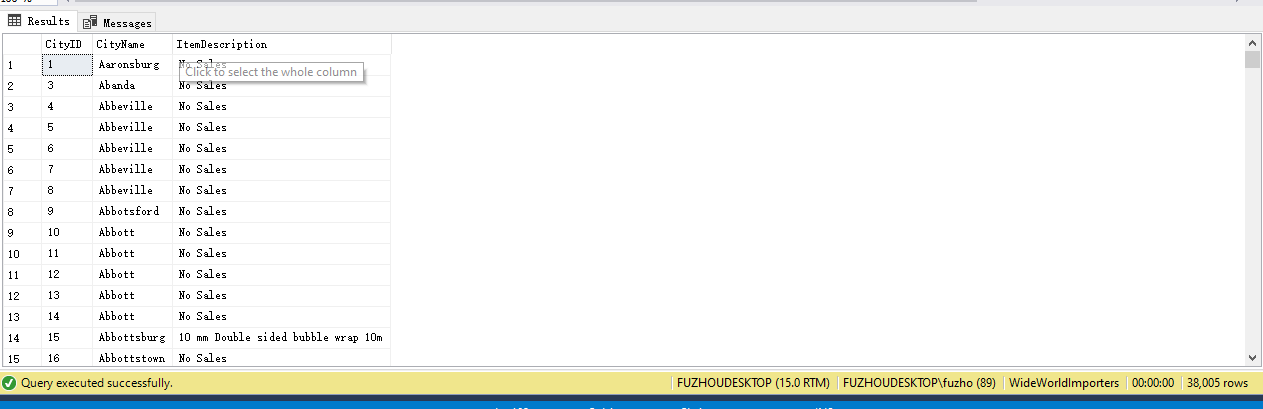 Results Messages
CityID CityName ItemDescription
1 1 Aaronsburg No Sales
Click to select the whole column
2 3 Abanda No Sales
3 4 Abbeville No Sales
4 5 Abbeville No Sales
5 6 Abbeville No Sales
6 7 Abbeville No Sales
7 8 Abbeville No Sales
8 9 Abbotsford No Sales
9 10 Abbott No Sales
10 11 Abbott No Sales
11 12 Abbott No Sales
12 13 Abbott No Sales
13 14 Abbott No Sales
14 15 Abbottsburg 10 mm Double sided bubble wrap 10m
15 16 Abbottstown No Sales
Query executed successfully. FUZHOUDESKTOP (15.0 RTM) FUZHOUDESKTOP\fuzho (89) WideWorldImporters 00:00:00 38,005 rows